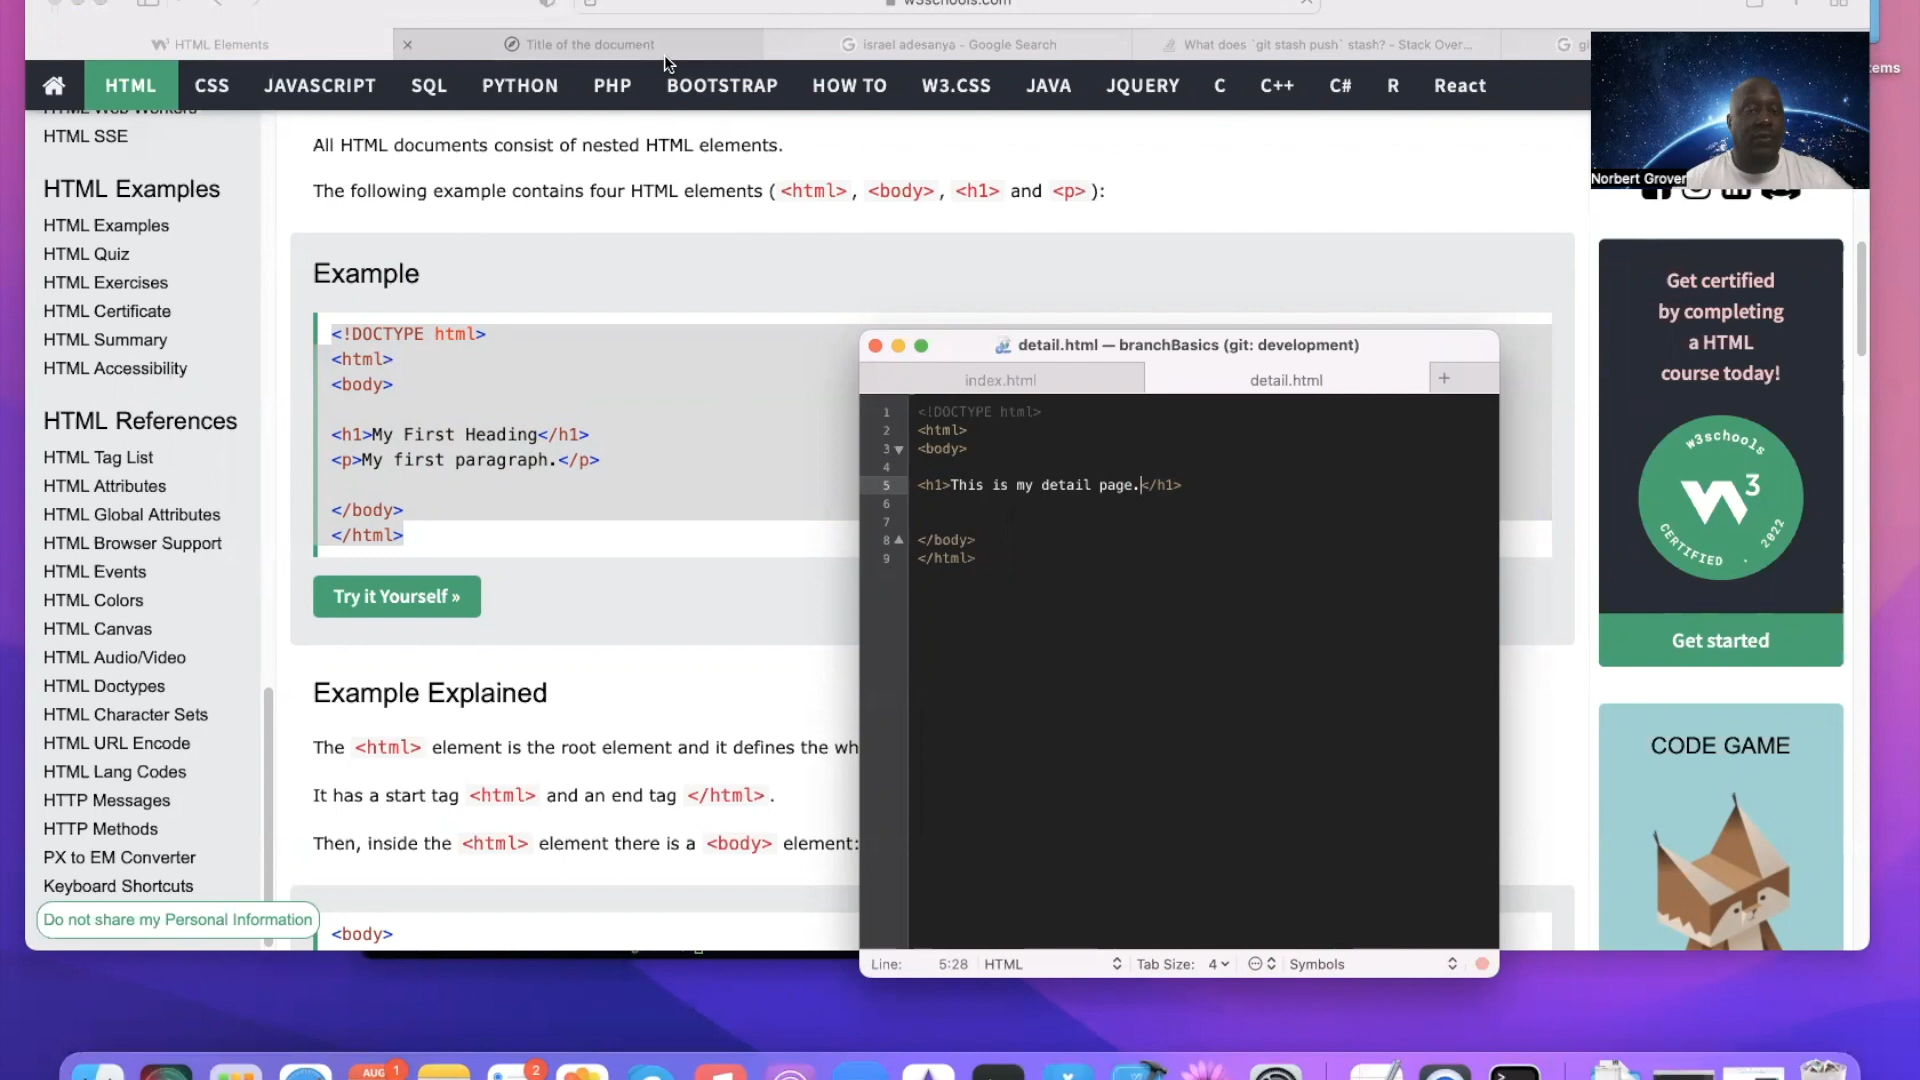 w3schools.com
HTML Elements
Title of the document
israel adesanya - Google Search
What does `git stash push` stash? - Stack Over...
HTML CSS JAVASCRIPT SQL PYTHON PHP BOOTSTRAP HOW TO W3.CSS JAVA JQUERY C C++ C# R React
Norbert Grover
HTML Web Workers
HTML SSE
HTML Examples
HTML Examples
HTML Quiz
HTML Exercises
HTML Certificate
HTML Summary
HTML Accessibility
HTML References
HTML Tag List
HTML Attributes
HTML Global Attributes
HTML Browser Support
HTML Events
HTML Colors
HTML Canvas
HTML Audio/Video
HTML Doctypes
HTML Character Sets
HTML URL Encode
HTML Lang Codes
HTTP Messages
HTTP Methods
PX to EM Converter
Keyboard Shortcuts
Do not share my Personal Information
All HTML documents consist of nested HTML elements.
The following example contains four HTML elements (<html>, <body>, <h1> and <p>):
Example
<!DOCTYPE html>
<html>
<body>
<h1>My First Heading</h1>
<p>My first paragraph.</p>
</body>
</html>
Try it Yourself »
Example Explained
The <html> element is the root element and it defines the wh
It has a start tag <html> and an end tag </html>.
Then, inside the <html> element there is a <body> element:
<body>
detail.html — branchBasics (git: development)
index.html
detail.html
1 <!DOCTYPE html>
2 <html>
3 <body>
4
5 <h1>This is my detail page.</h1>
6
7
8 </body>
9 </html>
Line: 5:28 HTML Tab Size: 4 Symbols
Get certified
by completing
a HTML
course today!
w3schools
W3
CERTIFIED . 2022
Get started
CODE GAME
AUG 1
2